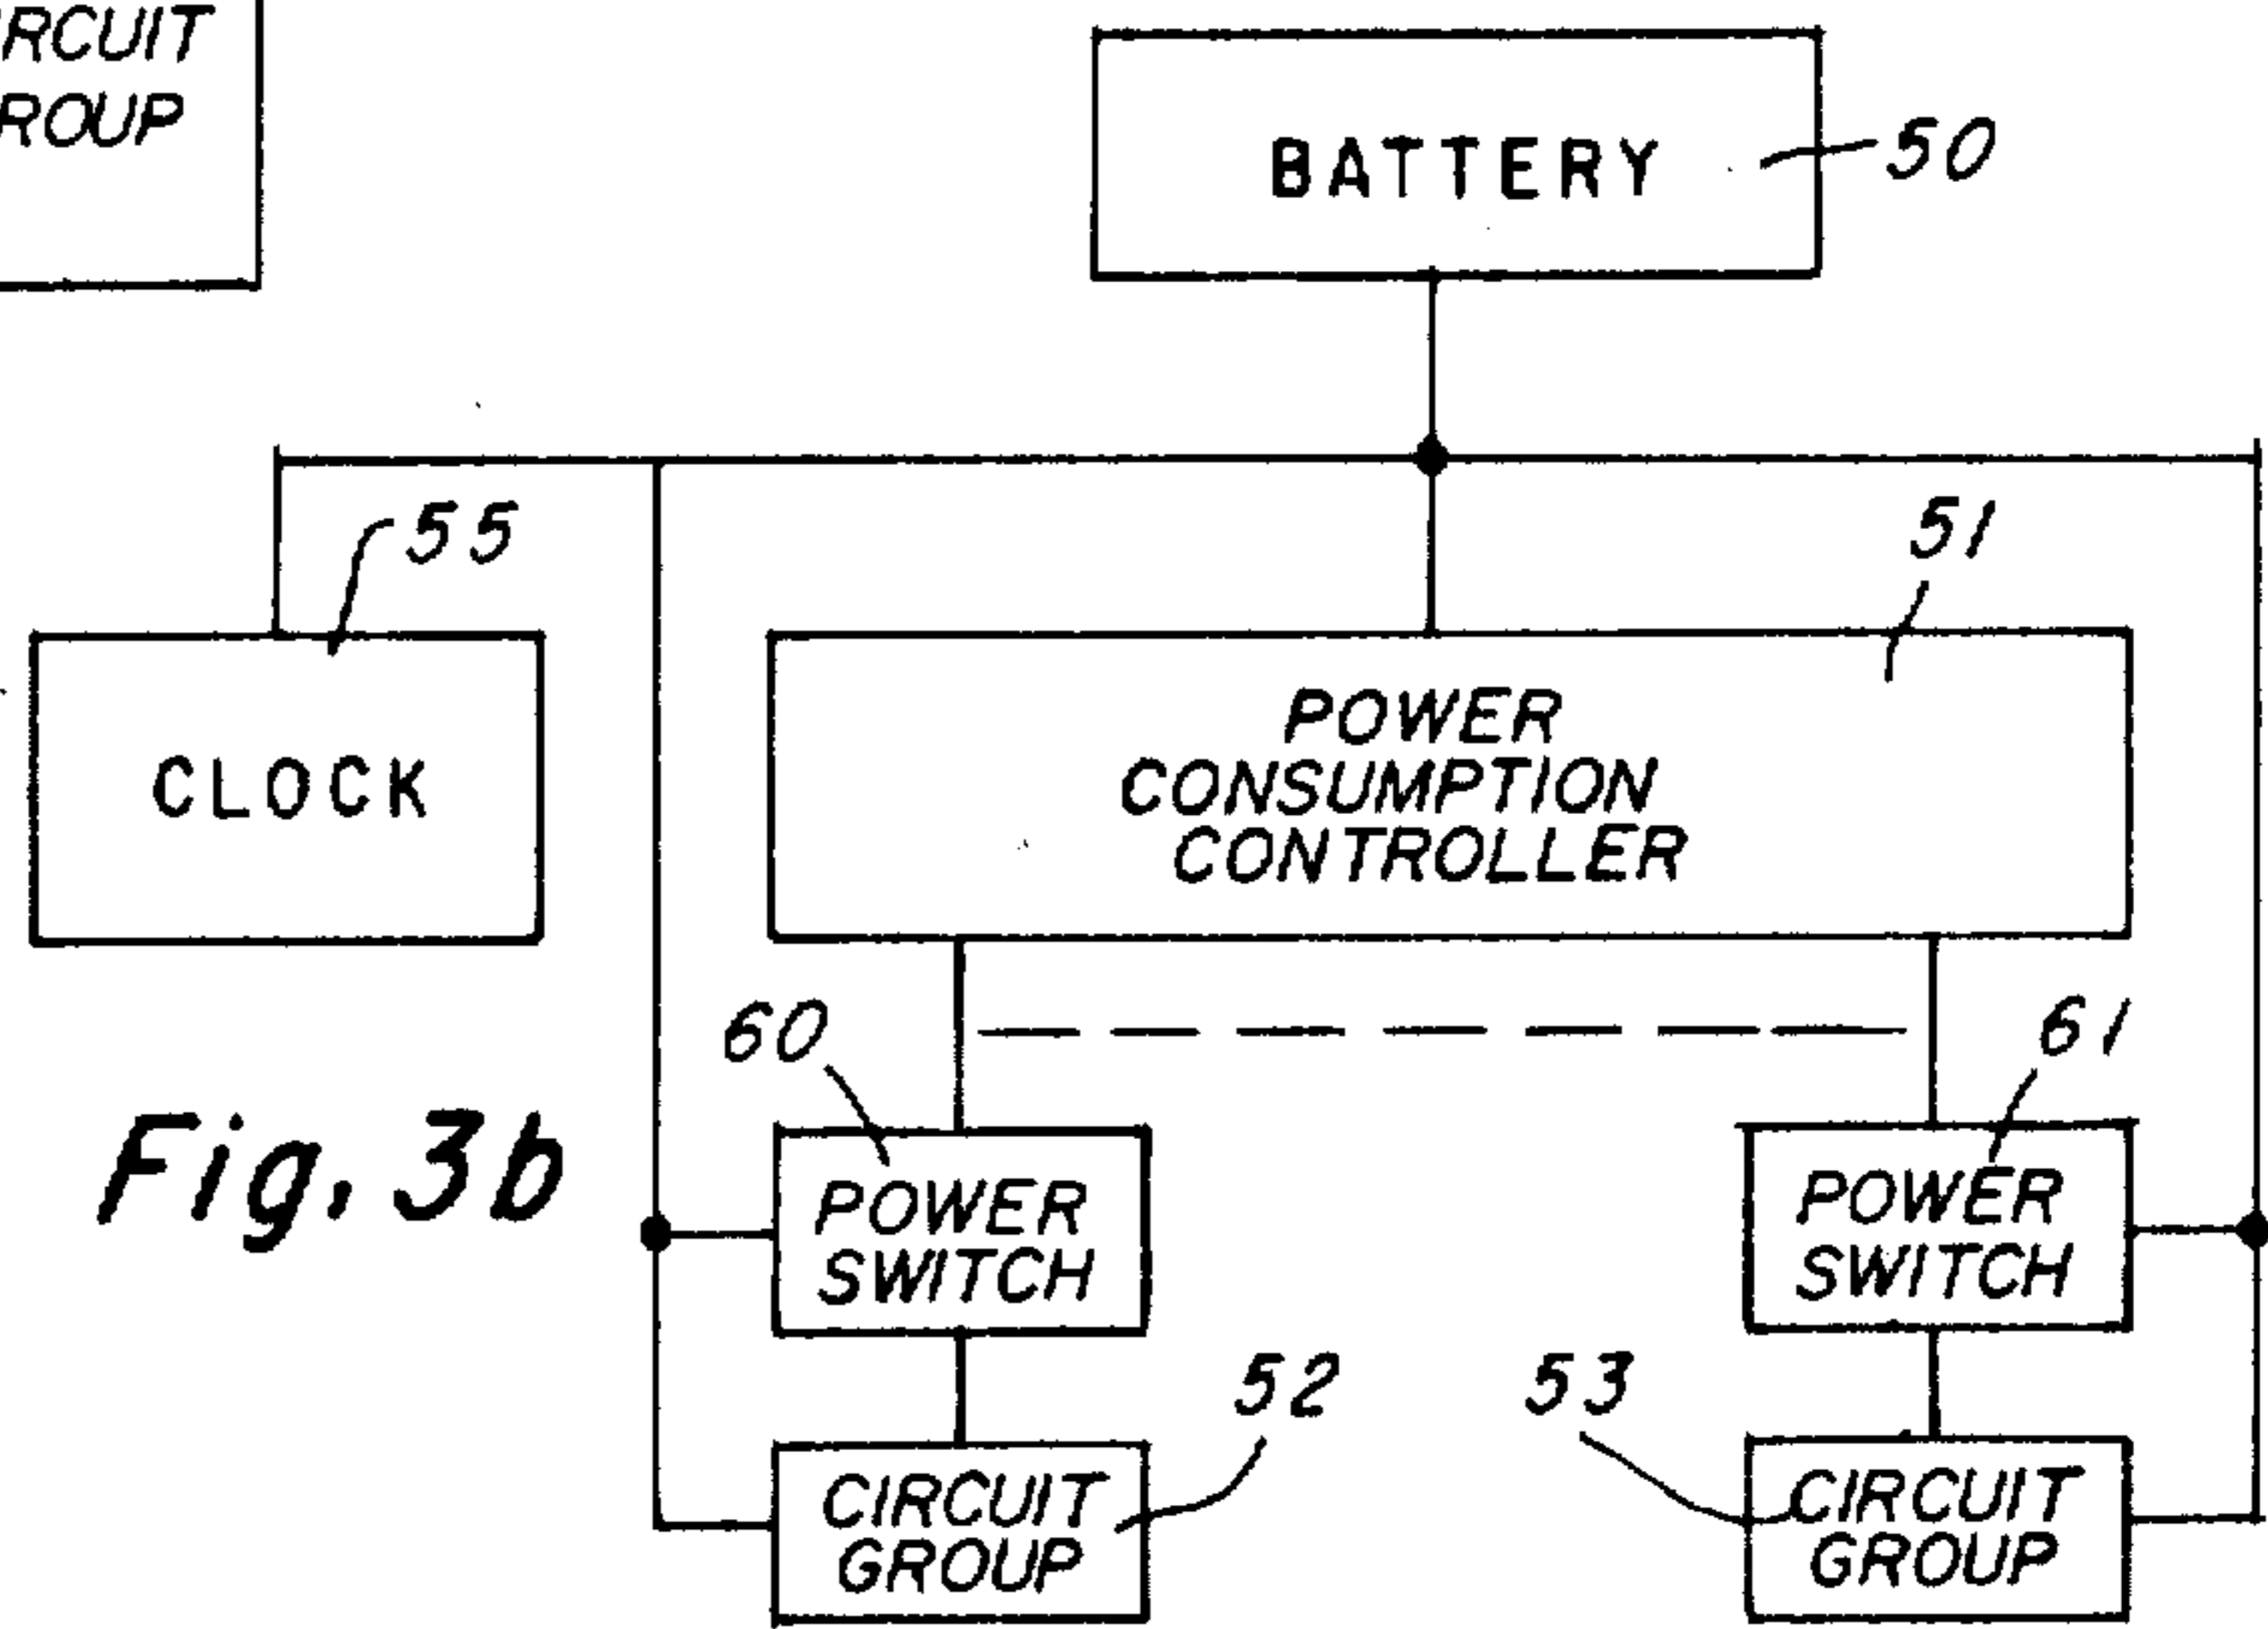 RCUIT
ROUP
BATTERY
50
55
51
CLOCK
POWER
CONSUMPTION
CONTROLLER
60
61
Fig. 3b
POWER
SWITCH
POWER
SWITCH
52
53
CIRCUIT
GROUP
CIRCUIT
GROUP